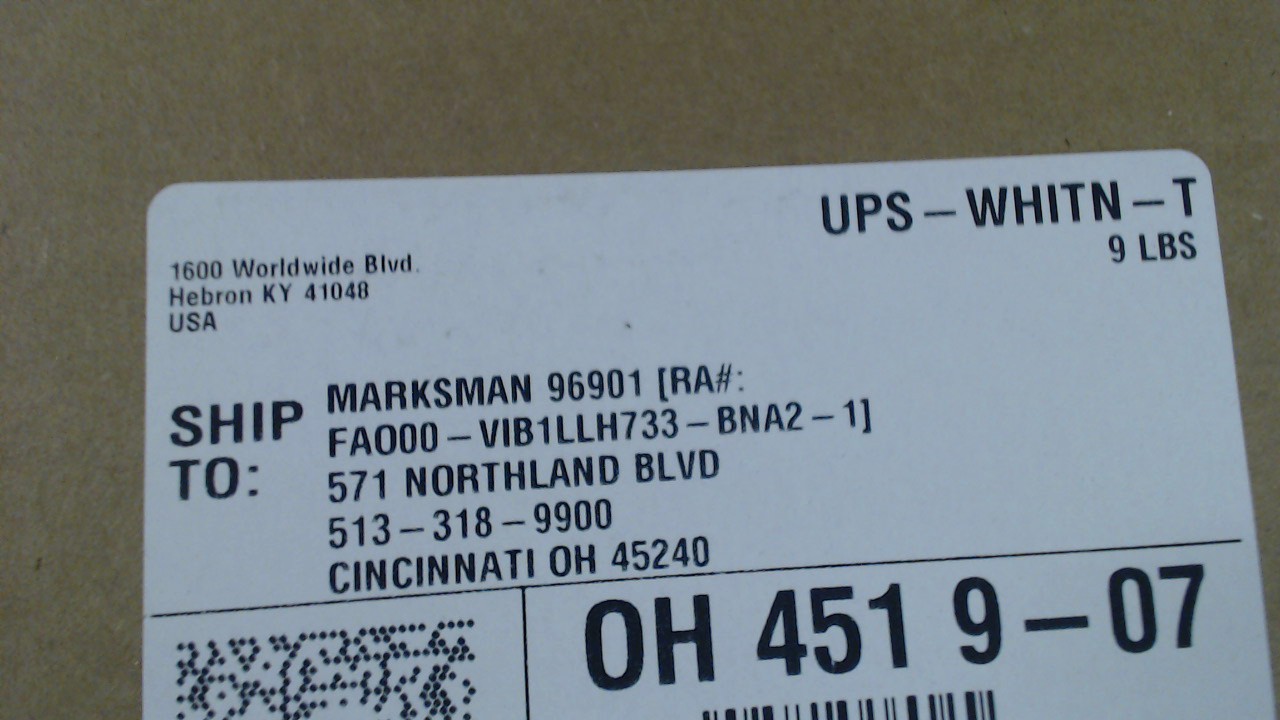 UPS – WHITN – T
9 LBS
1600 Worldwide Blvd.
Hebron KY 41048
USA
SHIP TO:
MARKSMAN 96901 [RA#:
FA000 – VIB1LLH733 – BNA2 – 1]
571 NORTHLAND BLVD
513 – 318 – 9900
CINCINNATI OH 45240
OH 451 9 – 07